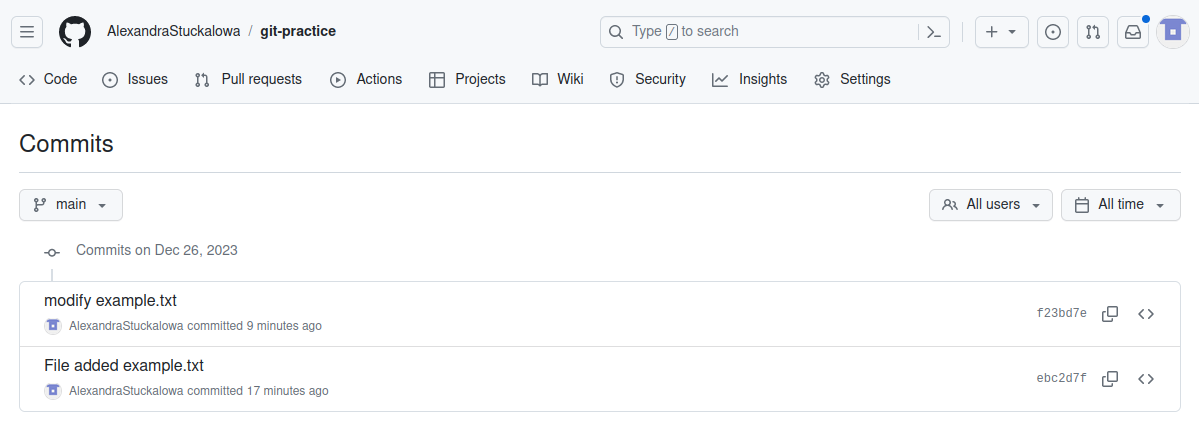 AlexandraStuckalowa / git-practice
Type / to search
Code Issues Pull requests Actions Projects Wiki Security Insights Settings
Commits
main All users All time
Commits on Dec 26, 2023
modify example.txt
AlexandraStuckalowa committed 9 minutes ago
f23bd7e
File added example.txt
AlexandraStuckalowa committed 17 minutes ago
ebc2d7f